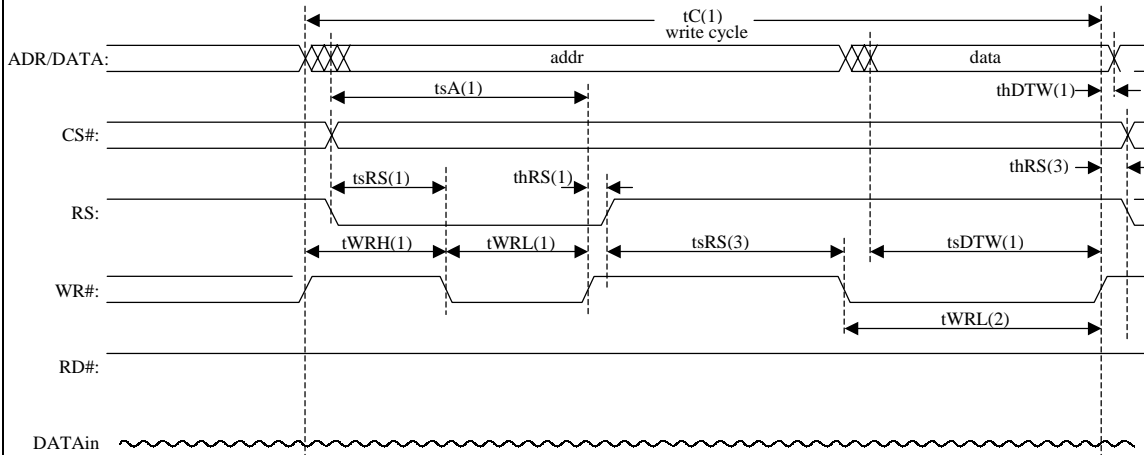 tC(1)
write cycle
ADR/DATA:
addr
data
tsA(1)
thDTW(1)
CS#:
tsRS(1)
thRS(1)
thRS(3)
RS:
tWRH(1)
tWRL(1)
tsRS(3)
tsDTW(1)
WR#:
tWRL(2)
RD#:
DATAin